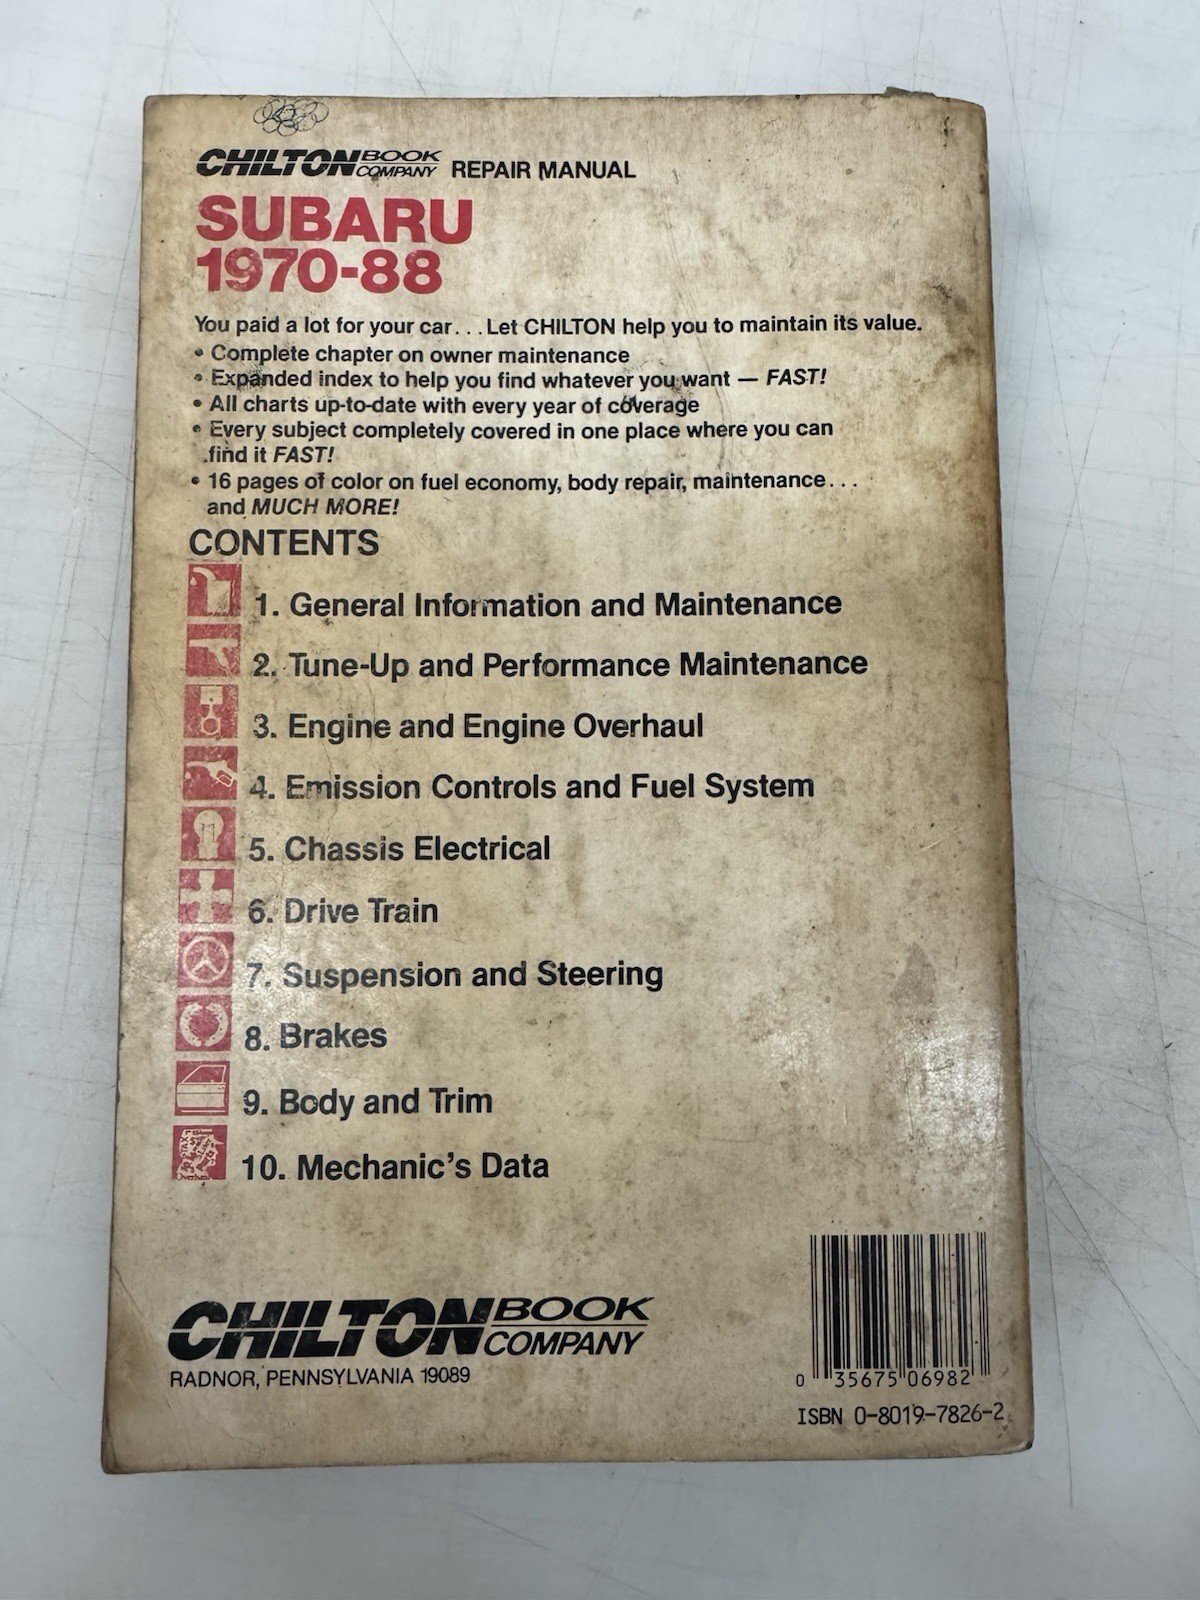 CHILTON BOOK COMPANY REPAIR MANUAL
SUBARU
1970-88
You paid a lot for your car...Let CHILTON help you to maintain its value.
• Complete chapter on owner maintenance
• Expanded index to help you find whatever you want — FAST!
• All charts up-to-date with every year of coverage
• Every subject completely covered in one place where you can
find it FAST!
• 16 pages of color on fuel economy, body repair, maintenance...
and MUCH MORE!
CONTENTS
1. General Information and Maintenance
2. Tune-Up and Performance Maintenance
3. Engine and Engine Overhaul
4. Emission Controls and Fuel System
5. Chassis Electrical
6. Drive Train
7. Suspension and Steering
8. Brakes
9. Body and Trim
10. Mechanic's Data
CHILTON BOOK COMPANY
RADNOR, PENNSYLVANIA 19089
0 35675 06982
ISBN 0-8019-7826-2